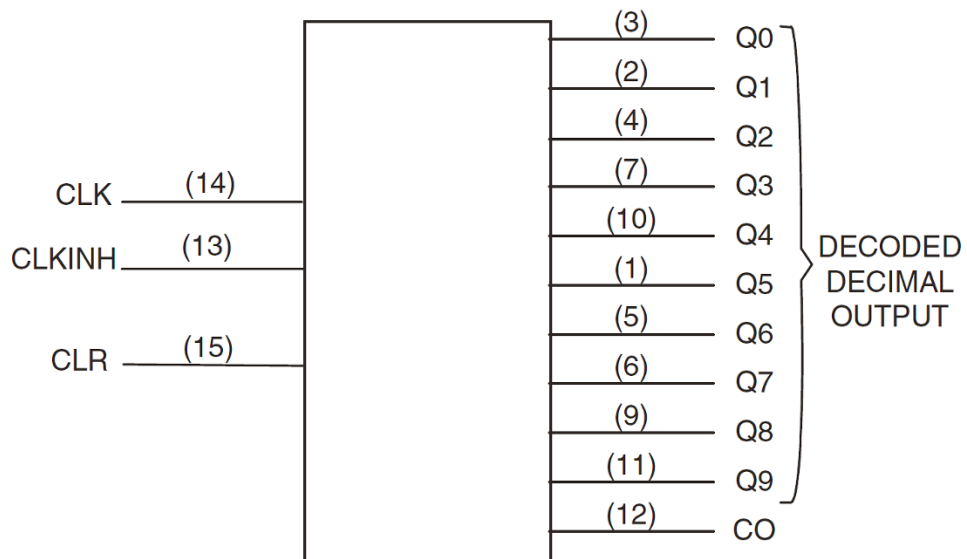 (3) Q0
(2) Q1
(4) Q2
(7) Q3
CLK (14)
(10) Q4
CLKINH (13)
(1) Q5
DECODED
DECIMAL
OUTPUT
(5) Q6
CLR (15)
(6) Q7
(9) Q8
(11) Q9
(12) CO